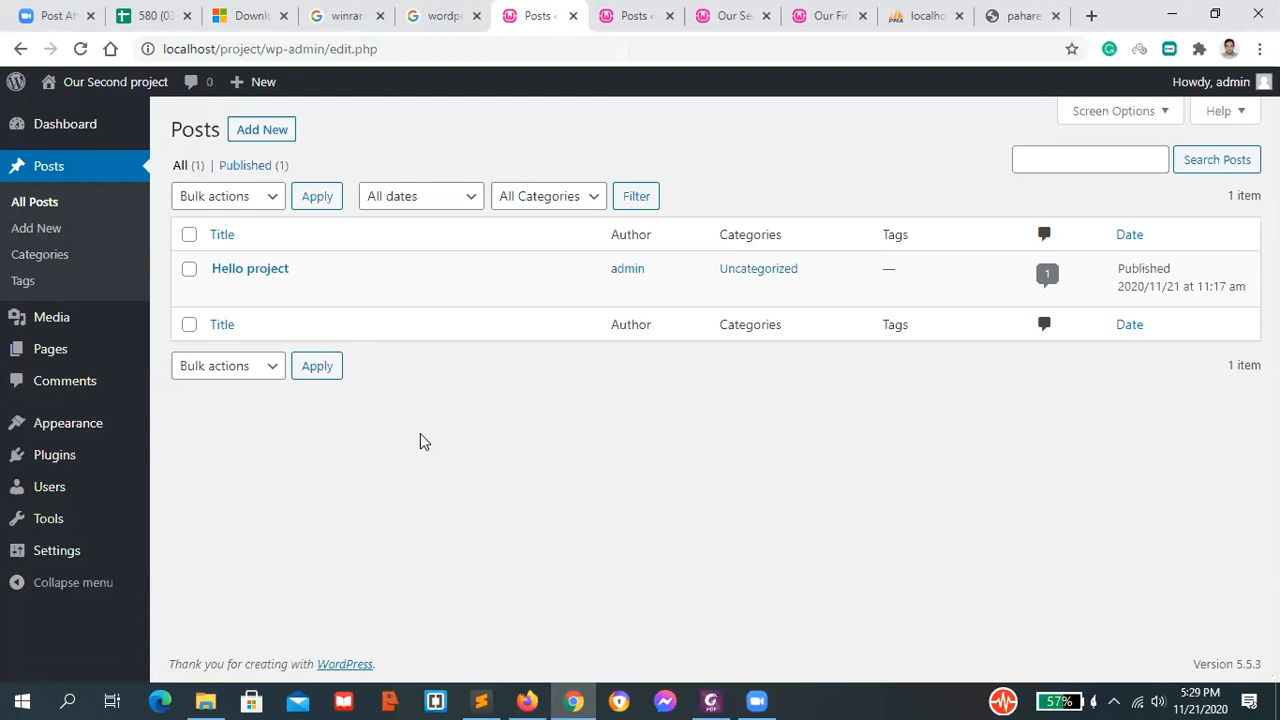 Post At
580 (03
Downl
winrar
wordpr
Posts
Posts
Our Se
Our Fir
localho
pahare
localhost/project/wp-admin/edit.php
Our Second project
0
New
Howdy, admin
Dashboard
Posts
All Posts
Add New
Categories
Tags
Media
Pages
Comments
Appearance
Plugins
Users
Tools
Settings
Collapse menu
Screen Options
Help
Posts
Add New
All (1) | Published (1)
Search Posts
Bulk actions
Apply
All dates
All Categories
Filter
1 item
Title Author Categories Tags Date
Hello project admin Uncategorized — 1 Published
2020/11/21 at 11:17 am
Title Author Categories Tags Date
Bulk actions
Apply
1 item
Thank you for creating with WordPress.
Version 5.5.3
57%
5:29 PM
11/21/2020